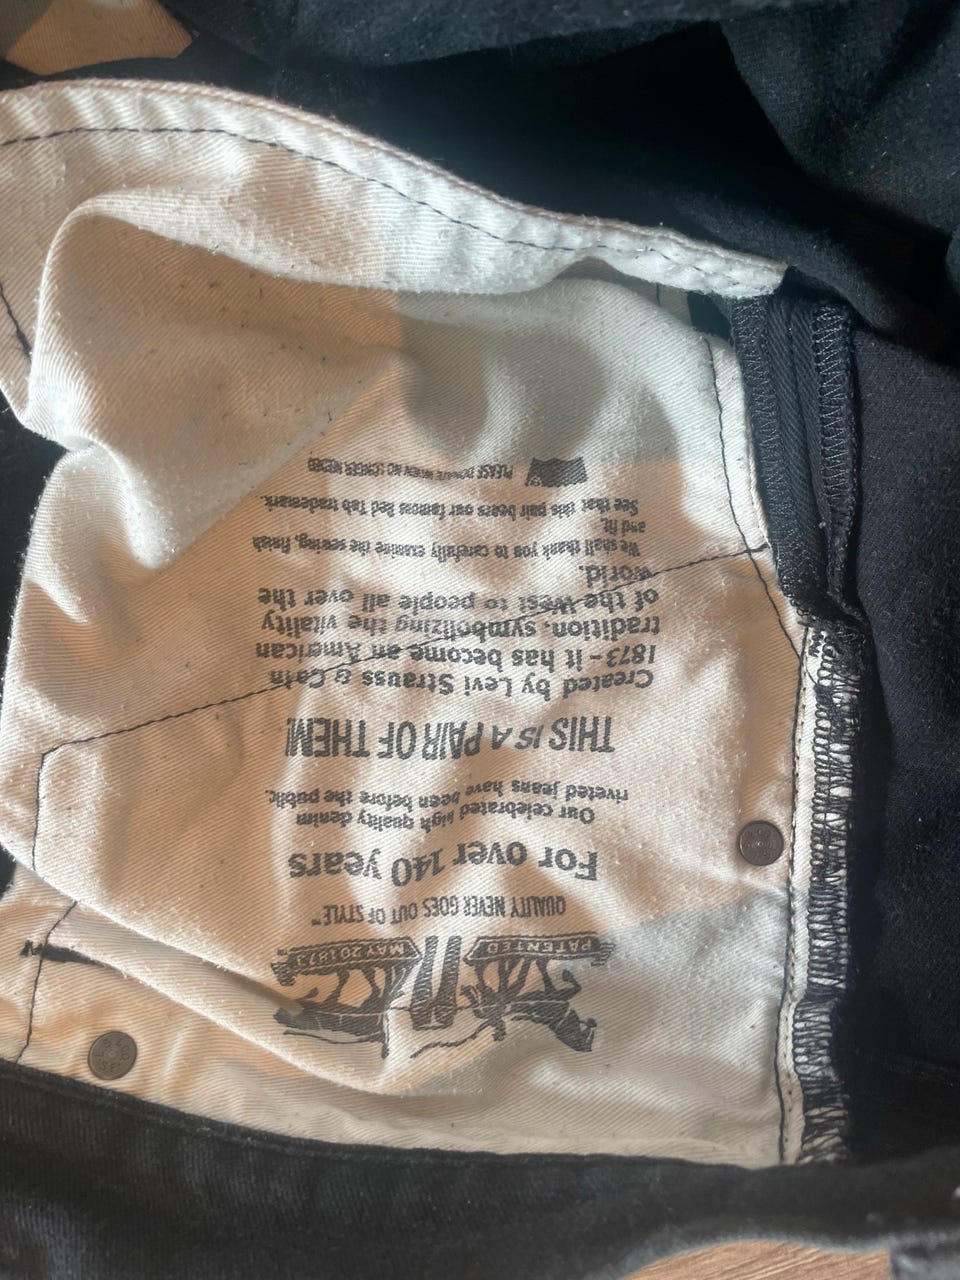 PATENTED
MAY 20 1873
QUALITY NEVER GOES OUT OF STYLE™
For over 140 years
Our celebrated high quality denim
riveted jeans have been before the public.
THIS IS A PAIR OF THEM!
Created by Levi Strauss & Co in
1873 - it has become an American
tradition, symbolizing the vitality
of the West to people all over the
world.
We shall thank you to carefully examine the sewing, finish
and fit.
See that this pair bears our famous Red Tab trademark.
PLEASE DONATE WHEN NO LONGER NEEDED